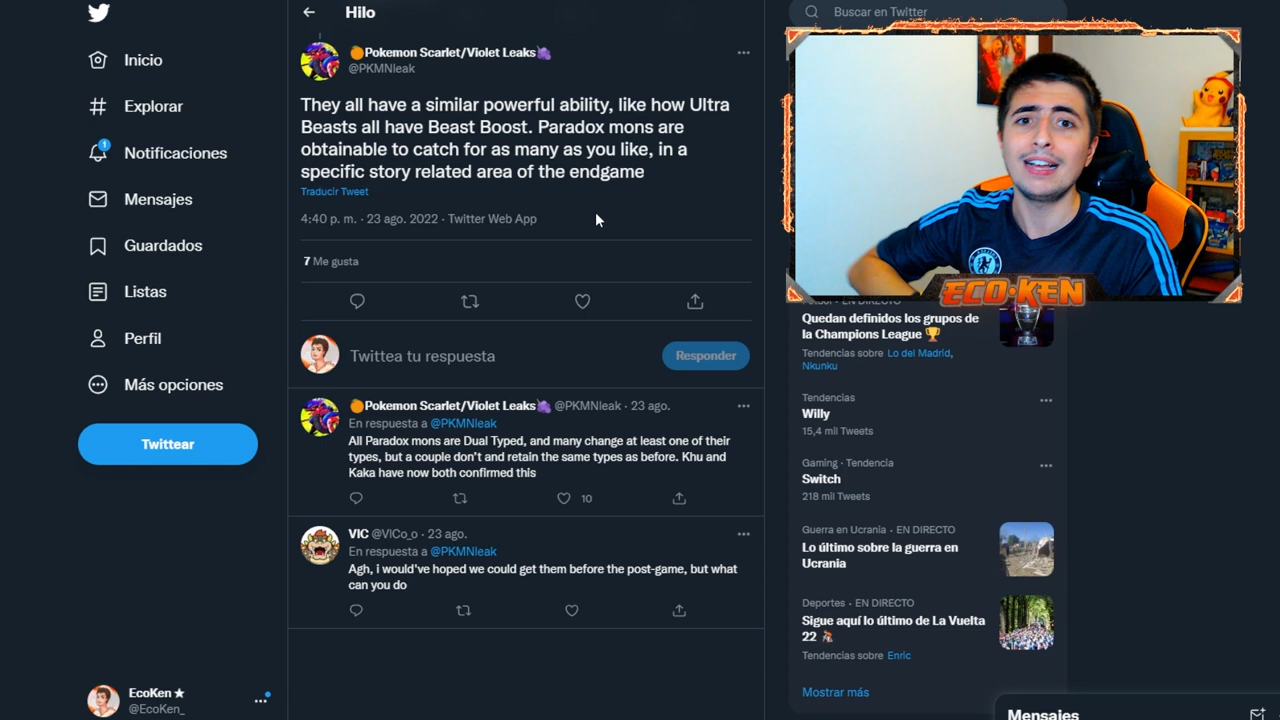 Inicio
Explorar
1
Notificaciones
Mensajes
Guardados
Listas
Perfil
Más opciones
Twittear
EcoKen ★
@EcoKen_
Hilo
🍊Pokemon Scarlet/Violet Leaks🍇
@PKMNleak
They all have a similar powerful ability, like how Ultra
Beasts all have Beast Boost. Paradox mons are
obtainable to catch for as many as you like, in a
specific story related area of the endgame
Traducir Tweet
4:40 p. m. · 23 ago. 2022 · Twitter Web App
7 Me gusta
Twittea tu respuesta
Responder
🍊Pokemon Scarlet/Violet Leaks🍇 @PKMNleak · 23 ago.
En respuesta a @PKMNleak
All Paradox mons are Dual Typed, and many change at least one of their
types, but a couple don't and retain the same types as before. Khu and
Kaka have now both confirmed this
10
VIC @VICo_o · 23 ago.
En respuesta a @PKMNleak
Agh, i would've hoped we could get them before the post-game, but what
can you do
Buscar en Twitter
ECO·KEN
EN DIRECTO
Quedan definidos los grupos de
la Champions League 🏆
Tendencias sobre Lo del Madrid,
Nkunku
Tendencias
Willy
15,4 mil Tweets
Gaming · Tendencia
Switch
218 mil Tweets
Guerra en Ucrania · EN DIRECTO
Lo último sobre la guerra en
Ucrania
Deportes · EN DIRECTO
Sigue aquí lo último de La Vuelta
22 🚴
Tendencias sobre Enric
Mostrar más
Mensajes